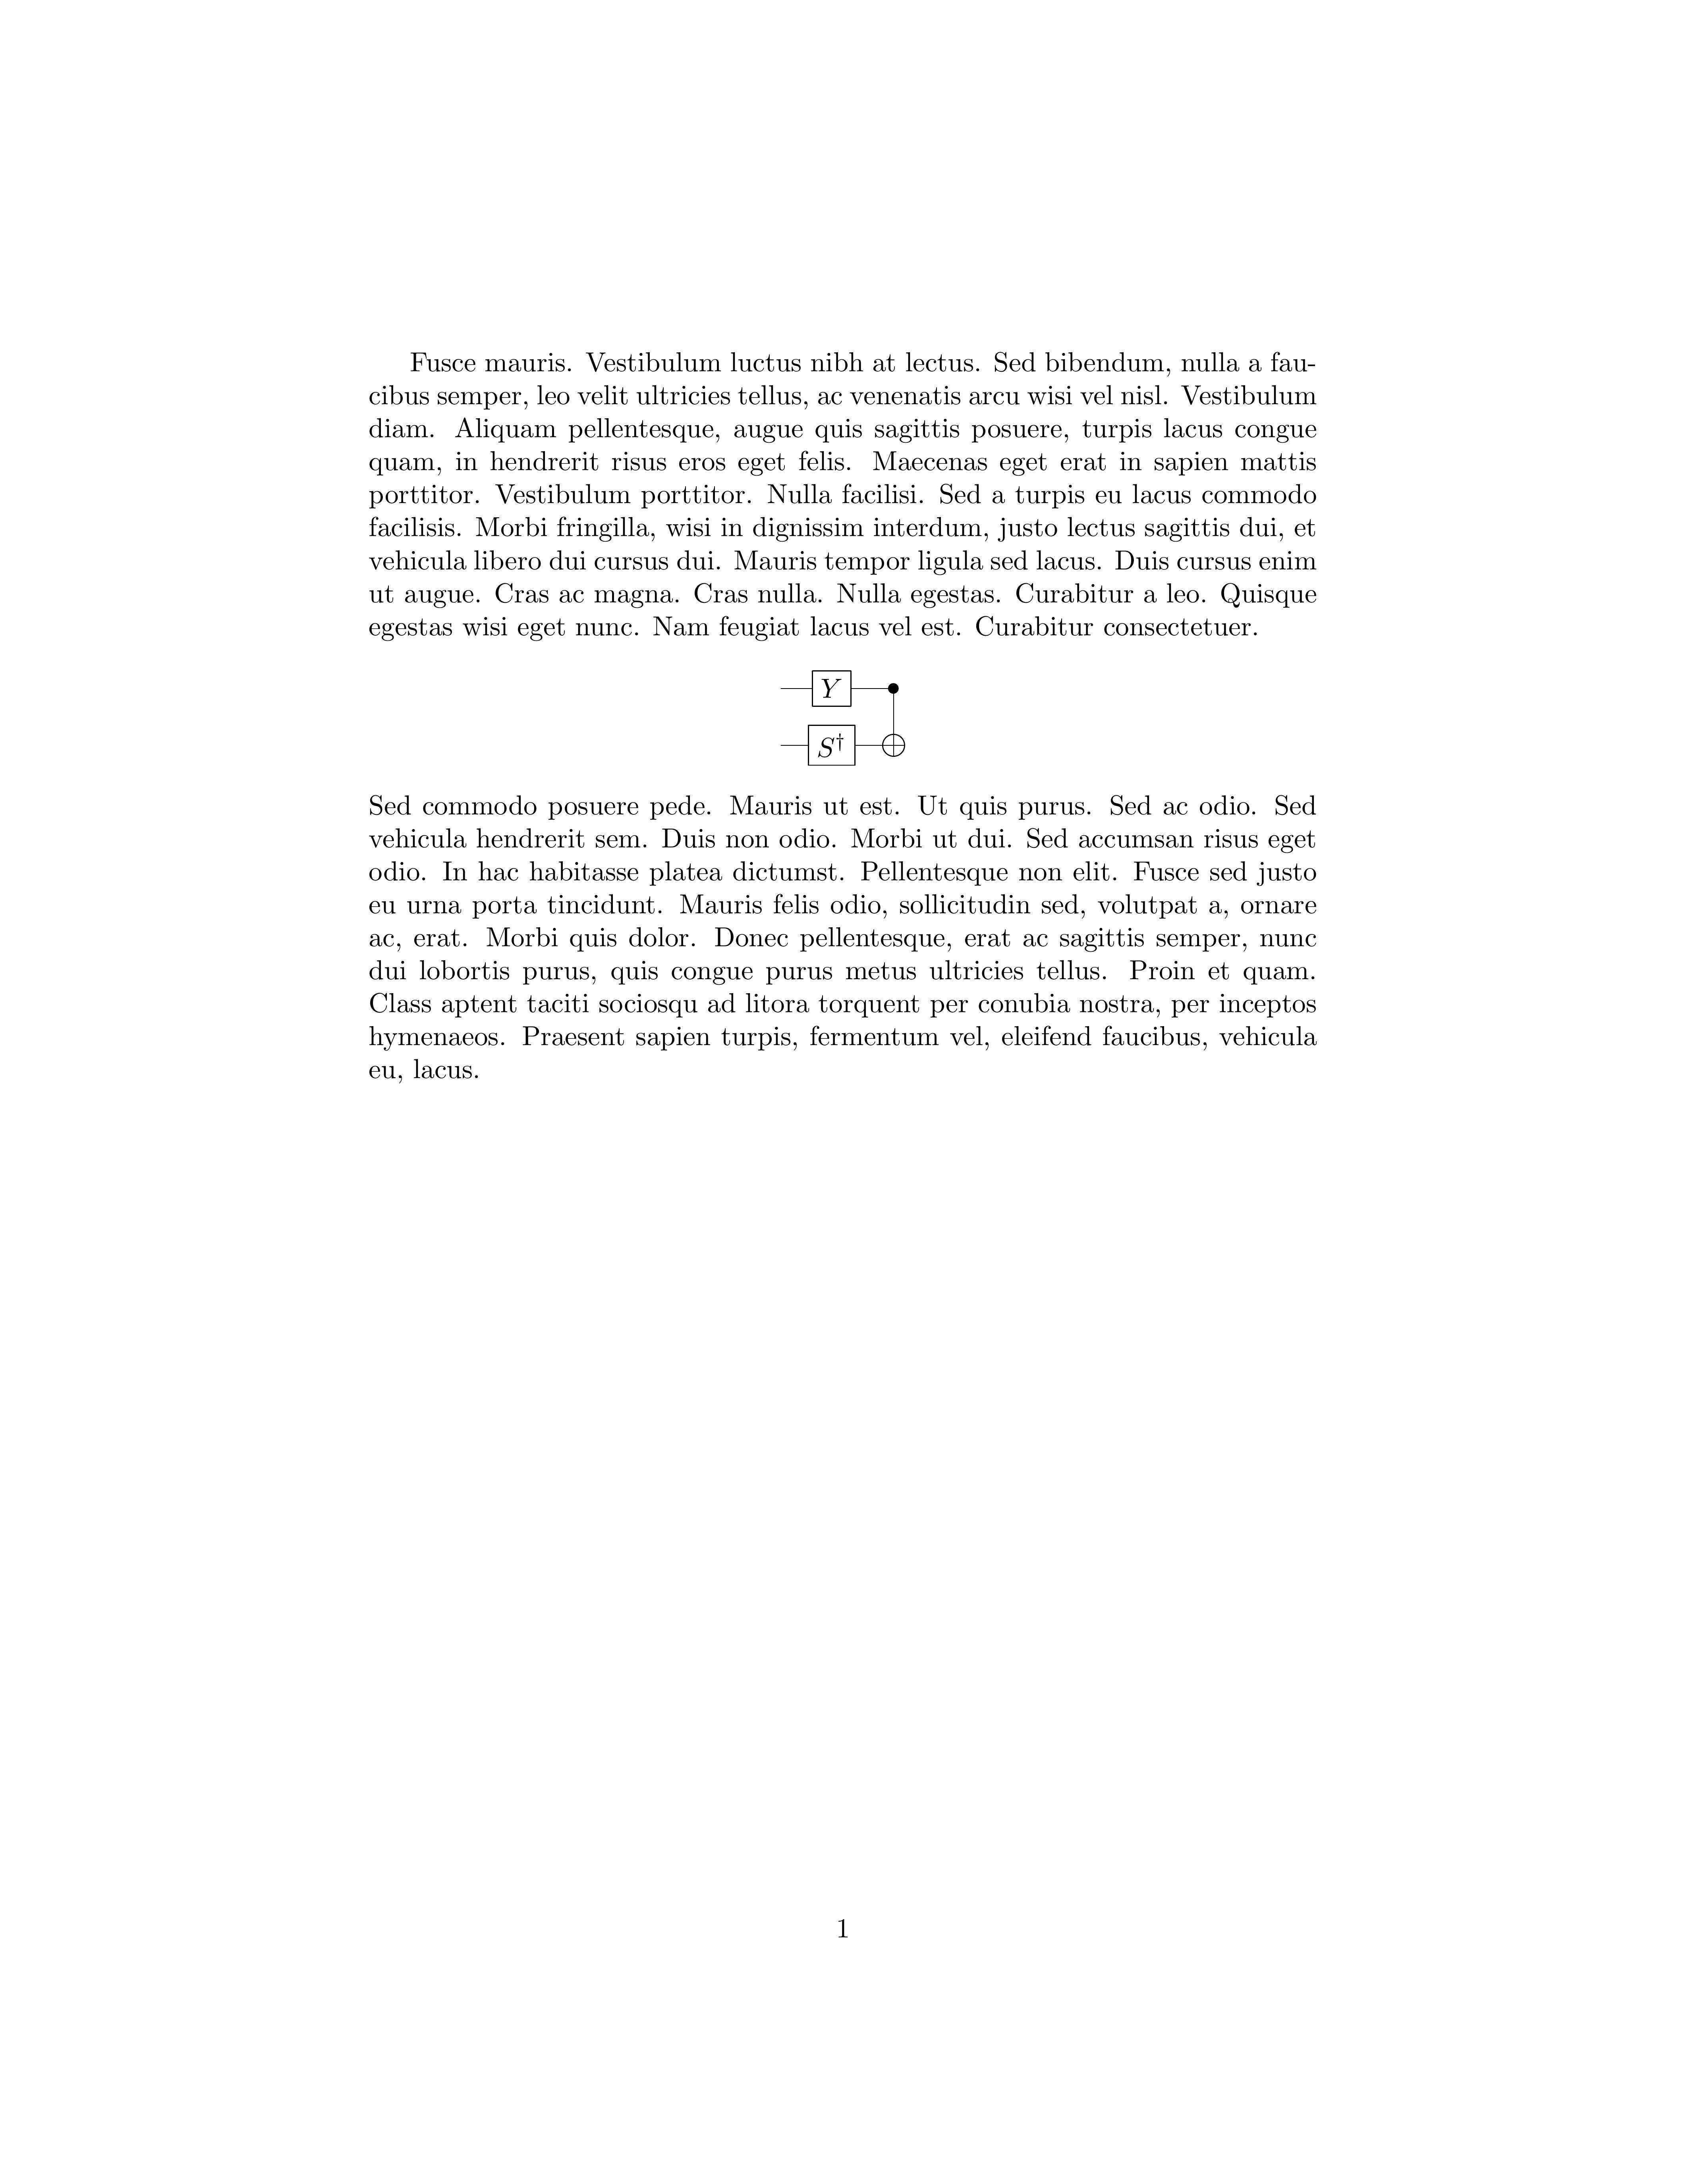 Fusce mauris. Vestibulum luctus nibh at lectus. Sed bibendum, nulla a fau-
cibus semper, leo velit ultricies tellus, ac venenatis arcu wisi vel nisl. Vestibulum
diam. Aliquam pellentesque, augue quis sagittis posuere, turpis lacus congue
quam, in hendrerit risus eros eget felis. Maecenas eget erat in sapien mattis
porttitor. Vestibulum porttitor. Nulla facilisi. Sed a turpis eu lacus commodo
facilisis. Morbi fringilla, wisi in dignissim interdum, justo lectus sagittis dui, et
vehicula libero dui cursus dui. Mauris tempor ligula sed lacus. Duis cursus enim
ut augue. Cras ac magna. Cras nulla. Nulla egestas. Curabitur a leo. Quisque
egestas wisi eget nunc. Nam feugiat lacus vel est. Curabitur consectetuer.
Y
S†
Sed commodo posuere pede. Mauris ut est. Ut quis purus. Sed ac odio. Sed
vehicula hendrerit sem. Duis non odio. Morbi ut dui. Sed accumsan risus eget
odio. In hac habitasse platea dictumst. Pellentesque non elit. Fusce sed justo
eu urna porta tincidunt. Mauris felis odio, sollicitudin sed, volutpat a, ornare
ac, erat. Morbi quis dolor. Donec pellentesque, erat ac sagittis semper, nunc
dui lobortis purus, quis congue purus metus ultricies tellus. Proin et quam.
Class aptent taciti sociosqu ad litora torquent per conubia nostra, per inceptos
hymenaeos. Praesent sapien turpis, fermentum vel, eleifend faucibus, vehicula
eu, lacus.
1